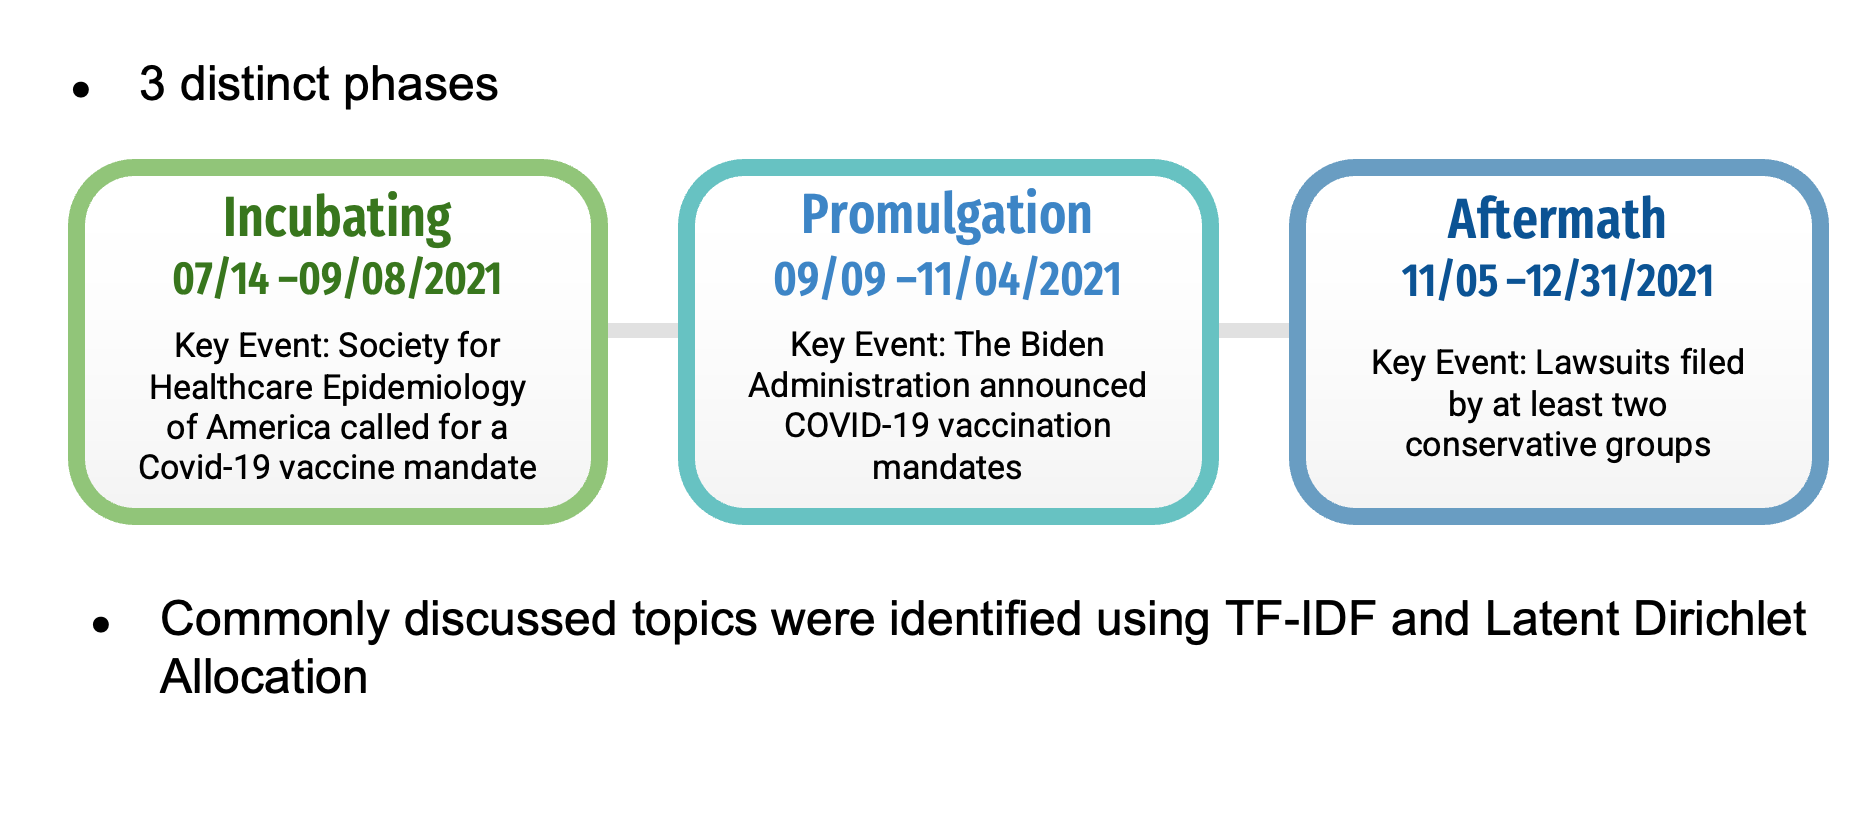 • 3 distinct phases
Incubating
07/14 –09/08/2021
Key Event: Society for
Healthcare Epidemiology
of America called for a
Covid-19 vaccine mandate
Promulgation
09/09 –11/04/2021
Key Event: The Biden
Administration announced
COVID-19 vaccination
mandates
Aftermath
11/05 –12/31/2021
Key Event: Lawsuits filed
by at least two
conservative groups
• Commonly discussed topics were identified using TF-IDF and Latent Dirichlet
Allocation